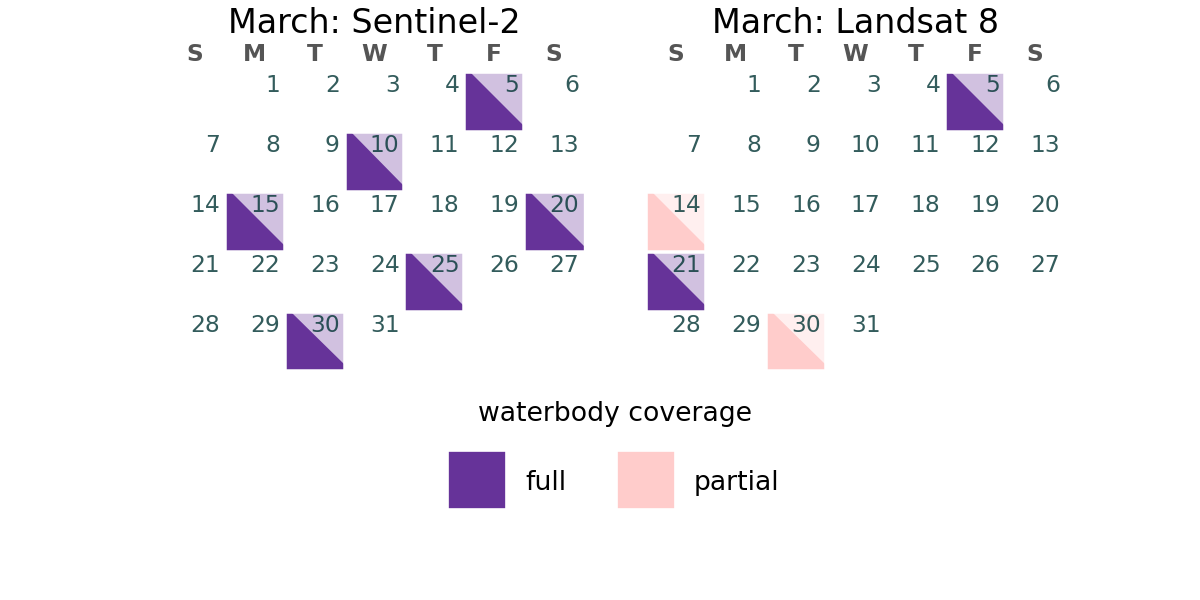 March: Sentinel-2
S M T W T F S
1 2 3 4 5 6
7 8 9 10 11 12 13
14 15 16 17 18 19 20
21 22 23 24 25 26 27
28 29 30 31
March: Landsat 8
S M T W T F S
1 2 3 4 5 6
7 8 9 10 11 12 13
14 15 16 17 18 19 20
21 22 23 24 25 26 27
28 29 30 31
waterbody coverage
full partial